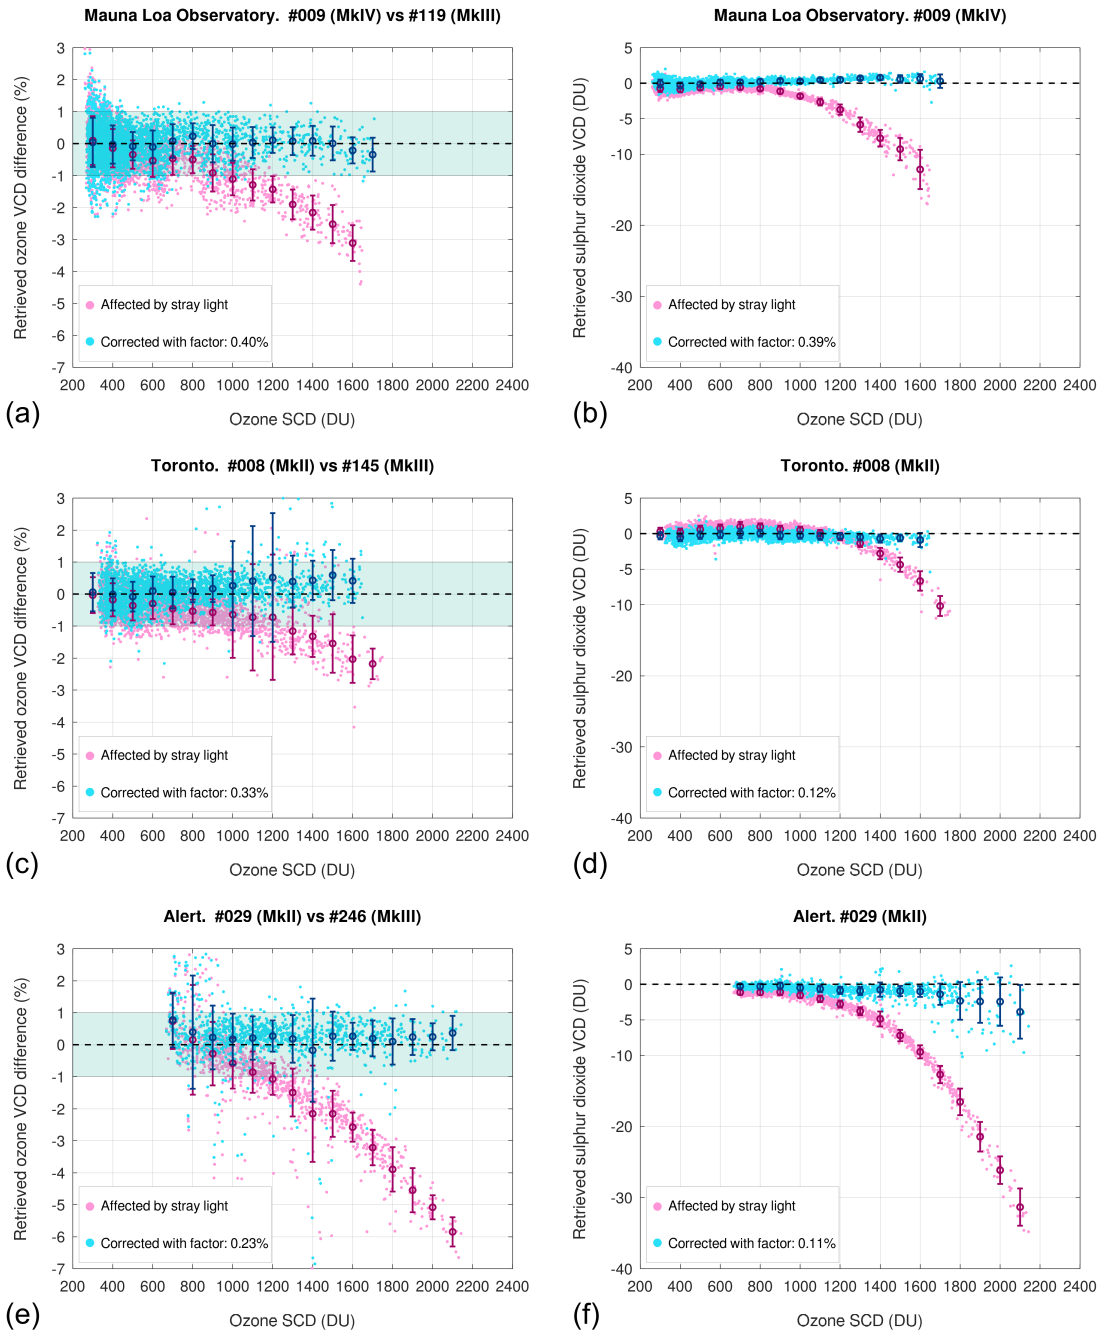 Mauna Loa Observatory.  #009 (MkIV) vs #119 (MkIII)
Retrieved ozone VCD difference (%)
3
2
1
0
-1
-2
-3
-4
-5
-6
-7
Affected by stray light
Corrected with factor: 0.40%
200 400 600 800 1000 1200 1400 1600 1800 2000 2200 2400
Ozone SCD (DU)
(a)
Mauna Loa Observatory. #009 (MkIV)
Retrieved sulphur dioxide VCD (DU)
5
0
-5
-10
-20
-30
-40
Affected by stray light
Corrected with factor: 0.39%
200 400 600 800 1000 1200 1400 1600 1800 2000 2200 2400
Ozone SCD (DU)
(b)
Toronto.  #008 (MkII) vs #145 (MkIII)
Retrieved ozone VCD difference (%)
3
2
1
0
-1
-2
-3
-4
-5
-6
-7
Affected by stray light
Corrected with factor: 0.33%
200 400 600 800 1000 1200 1400 1600 1800 2000 2200 2400
Ozone SCD (DU)
(c)
Toronto. #008 (MkII)
Retrieved sulphur dioxide VCD (DU)
5
0
-5
-10
-20
-30
-40
Affected by stray light
Corrected with factor: 0.12%
200 400 600 800 1000 1200 1400 1600 1800 2000 2200 2400
Ozone SCD (DU)
(d)
Alert.  #029 (MkII) vs #246 (MkIII)
Retrieved ozone VCD difference (%)
3
2
1
0
-1
-2
-3
-4
-5
-6
-7
Affected by stray light
Corrected with factor: 0.23%
200 400 600 800 1000 1200 1400 1600 1800 2000 2200 2400
Ozone SCD (DU)
(e)
Alert. #029 (MkII)
Retrieved sulphur dioxide VCD (DU)
5
0
-5
-10
-20
-30
-40
Affected by stray light
Corrected with factor: 0.11%
200 400 600 800 1000 1200 1400 1600 1800 2000 2200 2400
Ozone SCD (DU)
(f)